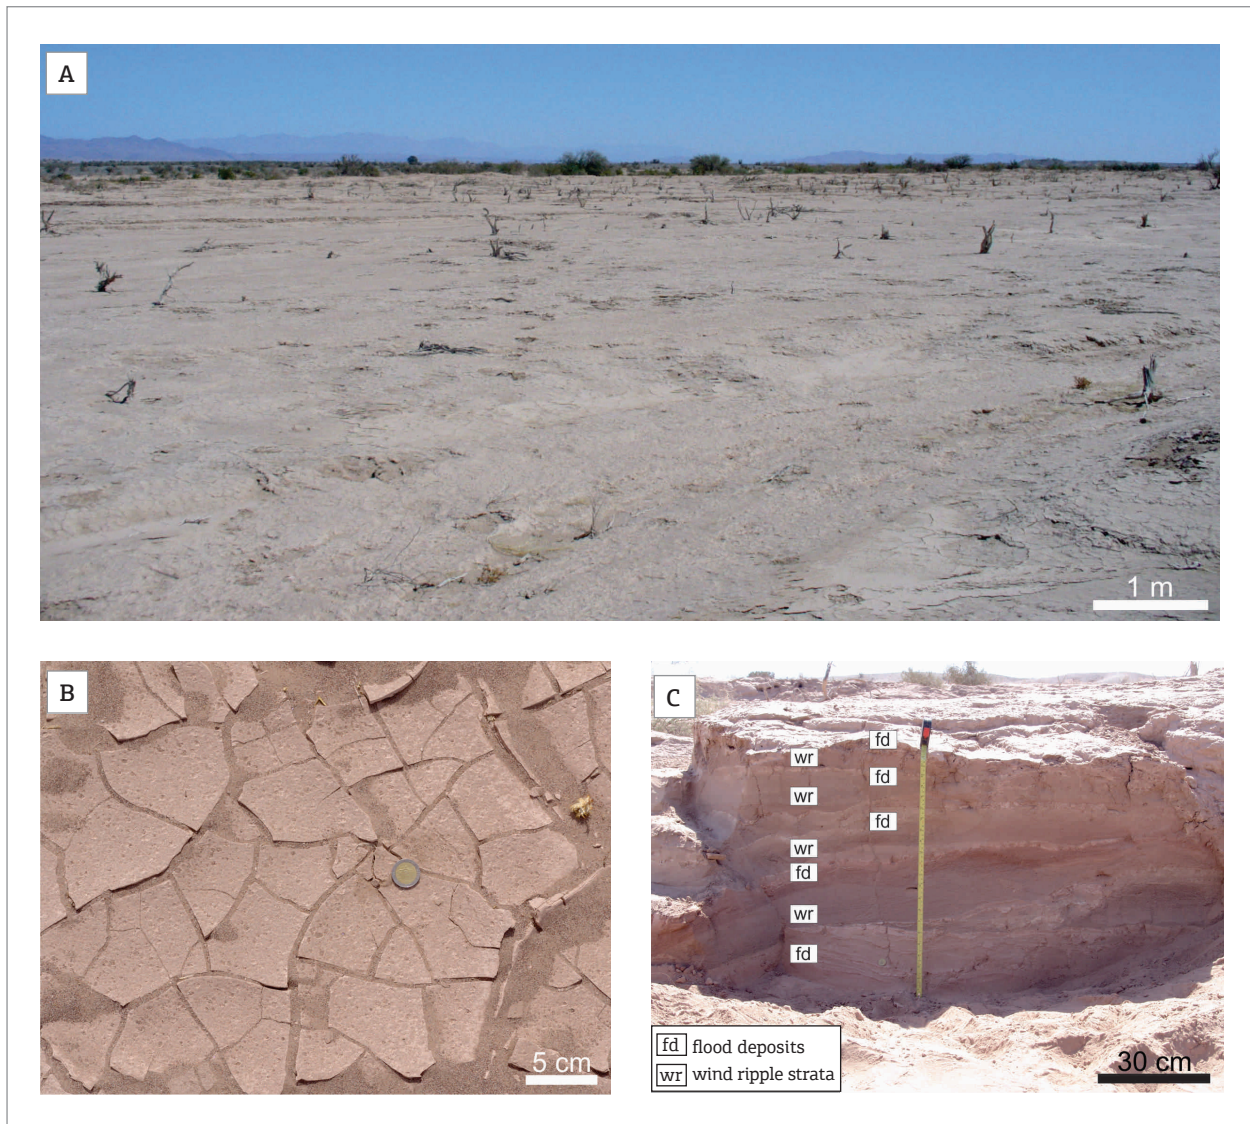 A
1 m
B
5 cm
C
fd
wr
fd
wr
fd
wr
fd
wr
fd
fd flood deposits
wr wind ripple strata
30 cm